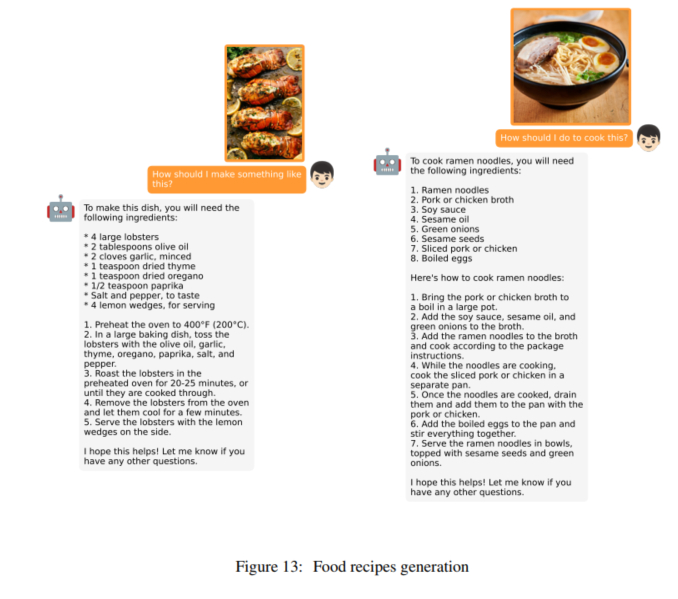 How should I make something like
this?
To make this dish, you will need the
following ingredients:
* 4 large lobsters
* 2 tablespoons olive oil
* 2 cloves garlic, minced
* 1 teaspoon dried thyme
* 1 teaspoon dried oregano
* 1/2 teaspoon paprika
* Salt and pepper, to taste
* 4 lemon wedges, for serving
1. Preheat the oven to 400°F (200°C).
2. In a large baking dish, toss the
lobsters with the olive oil, garlic,
thyme, oregano, paprika, salt, and
pepper.
3. Roast the lobsters in the
preheated oven for 20-25 minutes, or
until they are cooked through.
4. Remove the lobsters from the oven
and let them cool for a few minutes.
5. Serve the lobsters with the lemon
wedges on the side.
I hope this helps! Let me know if you
have any other questions.
How should I do to cook this?
To cook ramen noodles, you will need
the following ingredients:
1. Ramen noodles
2. Pork or chicken broth
3. Soy sauce
4. Sesame oil
5. Green onions
6. Sesame seeds
7. Sliced pork or chicken
8. Boiled eggs
Here's how to cook ramen noodles:
1. Bring the pork or chicken broth to
a boil in a large pot.
2. Add the soy sauce, sesame oil, and
green onions to the broth.
3. Add the ramen noodles to the broth
and cook according to the package
instructions.
4. While the noodles are cooking,
cook the sliced pork or chicken in a
separate pan.
5. Once the noodles are cooked, drain
them and add them to the pan with the
pork or chicken.
6. Add the boiled eggs to the pan and
stir everything together.
7. Serve the ramen noodles in bowls,
topped with sesame seeds and green
onions.
I hope this helps! Let me know if you
have any other questions.
Figure 13: Food recipes generation